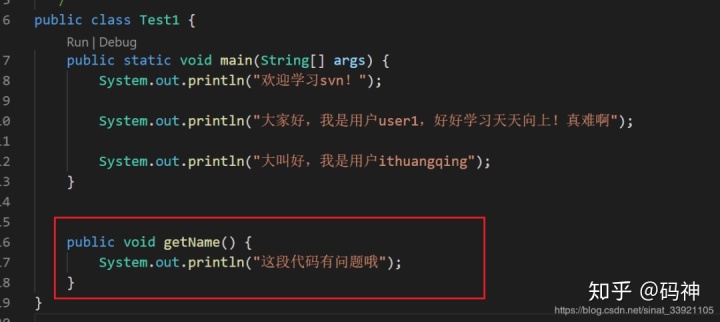 5 /
6 public class Test1 {
Run | Debug
7 public static void main(String[] args) {
8 System.out.println("欢迎学习svn！");
9
10 System.out.println("大家好，我是用户user1，好好学习天天向上！真难啊");
11
12 System.out.println("大叫好，我是用户ithuangqing");
13 }
14
15
16 public void getName() {
17 System.out.println("这段代码有问题哦");
18 }
19 }
知乎 @码神
https://blog.csdn.net/sinat_33921105